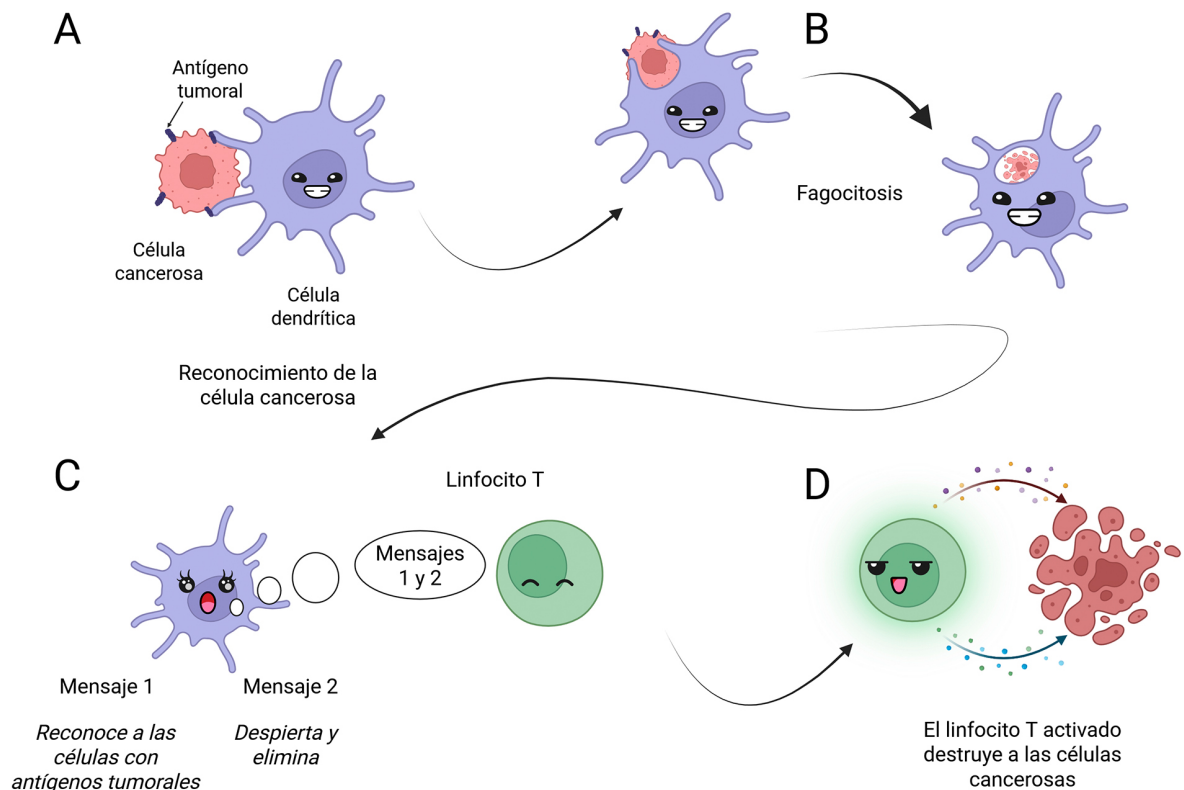 A
Antígeno
tumoral
Célula
cancerosa
Célula
dendrítica
Reconocimiento de la
célula cancerosa
B
Fagocitosis
C
Linfocito T
Mensajes
1 y 2
Mensaje 1
Reconoce a las
células con
antígenos tumorales
Mensaje 2
Despierta y
elimina
D
El linfocito T activado
destruye a las células
cancerosas